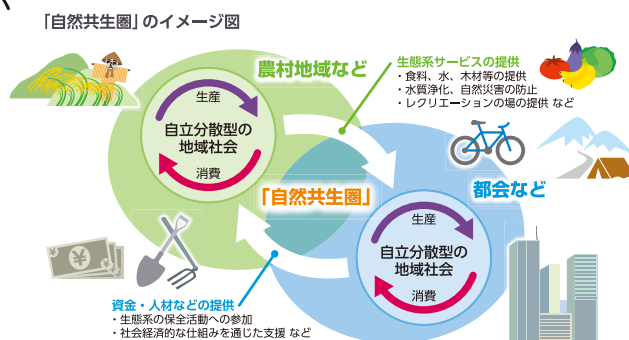 「自然共生圏」のイメージ図
農村地域など
生態系サービスの提供
・食料、水、木材等の提供
・水質浄化、自然災害の防止
・レクリエーションの場の提供 など
生産
自立分散型の
地域社会
消費
「自然共生圏」
都会など
生産
自立分散型の
地域社会
消費
¥
資金・人材などの提供
・生態系の保全活動への参加
・社会経済的な仕組みを通じた支援 など